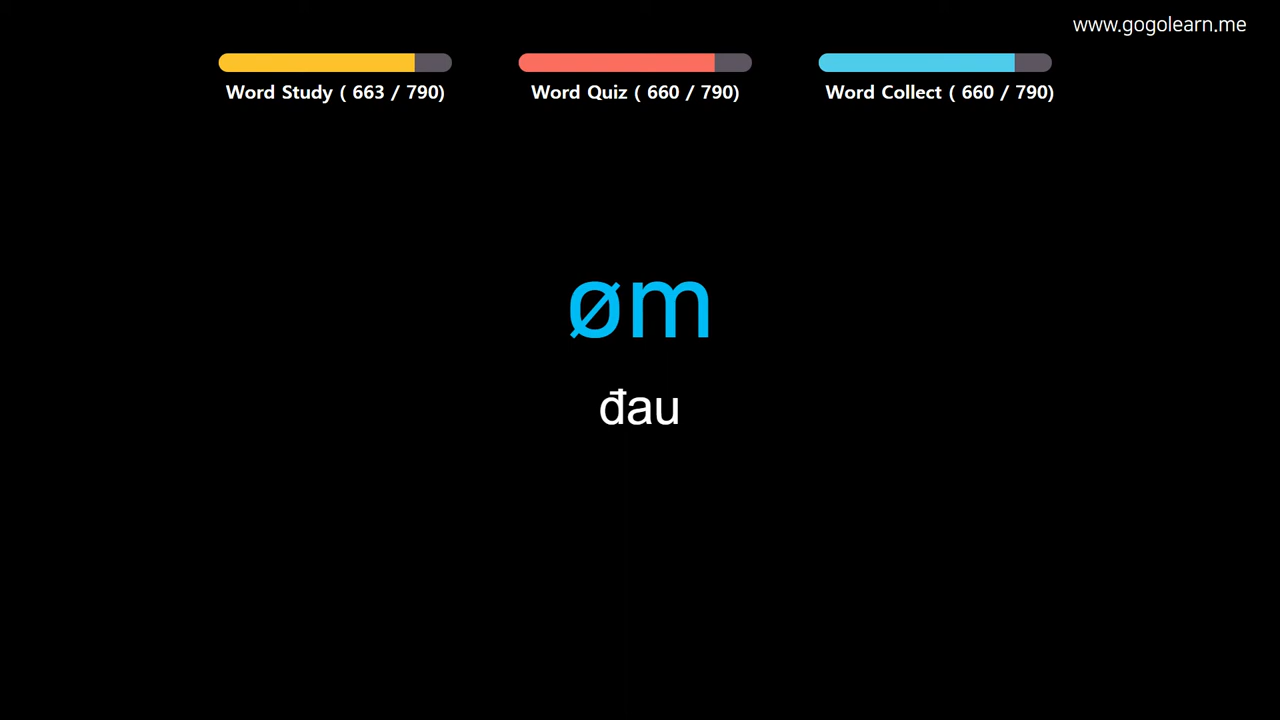 www.gogolearn.me
Word Study ( 663 / 790)
Word Quiz ( 660 / 790)
Word Collect ( 660 / 790)
øm
đau